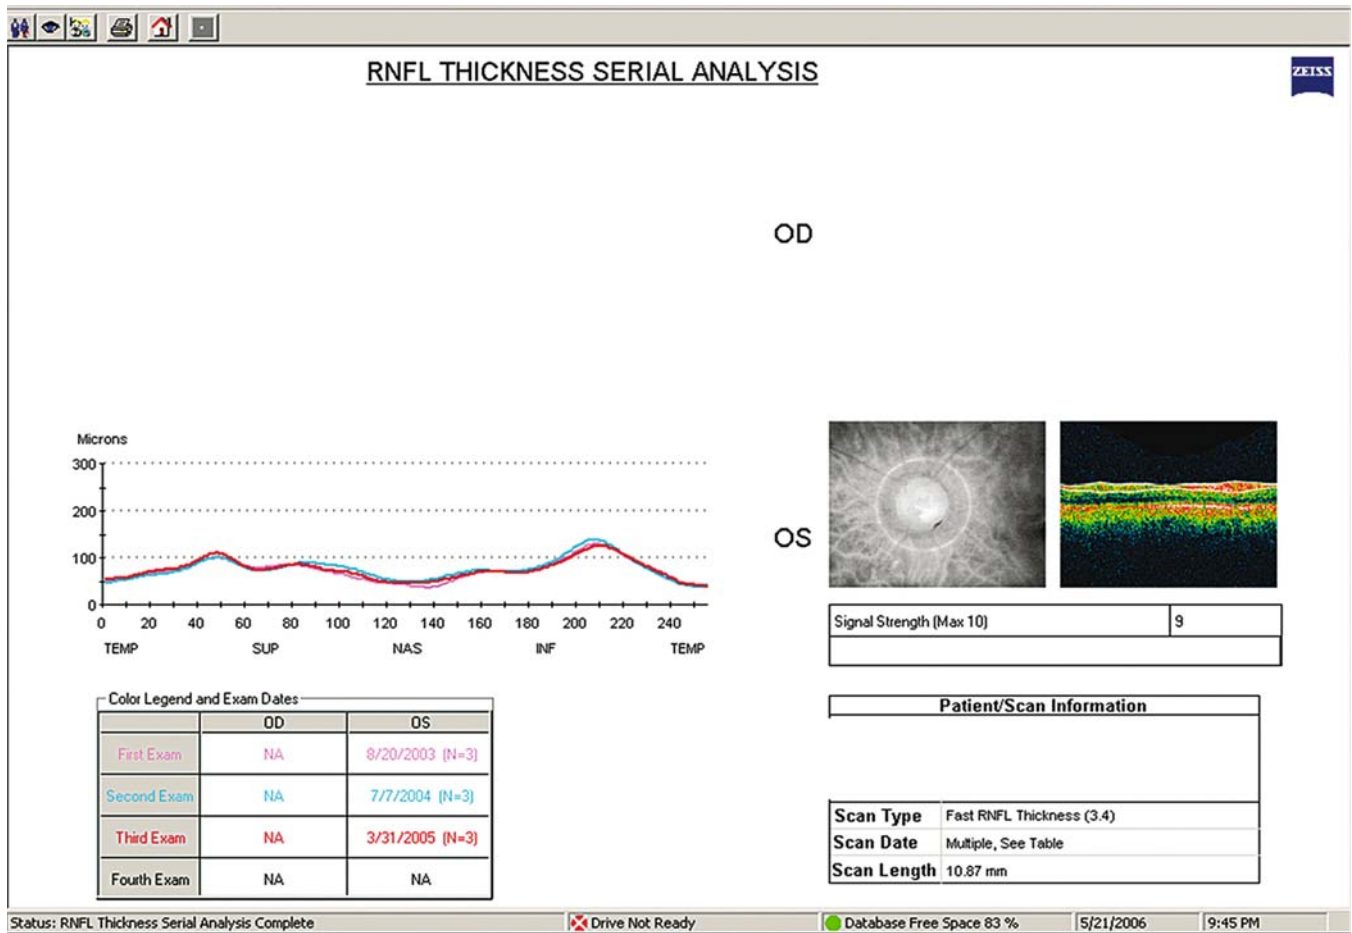 RNFL THICKNESS SERIAL ANALYSIS
ZEISS
OD
Microns
300
200
100
0
0 20 40 60 80 100 120 140 160 180 200 220 240
TEMP SUP NAS INF TEMP
OS
Signal Strength (Max 10) 9
Color Legend and Exam Dates
OD OS
First Exam NA 8/20/2003 (N=3)
Second Exam NA 7/7/2004 (N=3)
Third Exam NA 3/31/2005 (N=3)
Fourth Exam NA NA
Patient/Scan Information
Scan Type Fast RNFL Thickness (3.4)
Scan Date Multiple, See Table
Scan Length 10.87 mm
Status: RNFL Thickness Serial Analysis Complete Drive Not Ready Database Free Space 83 % 5/21/2006 9:45 PM